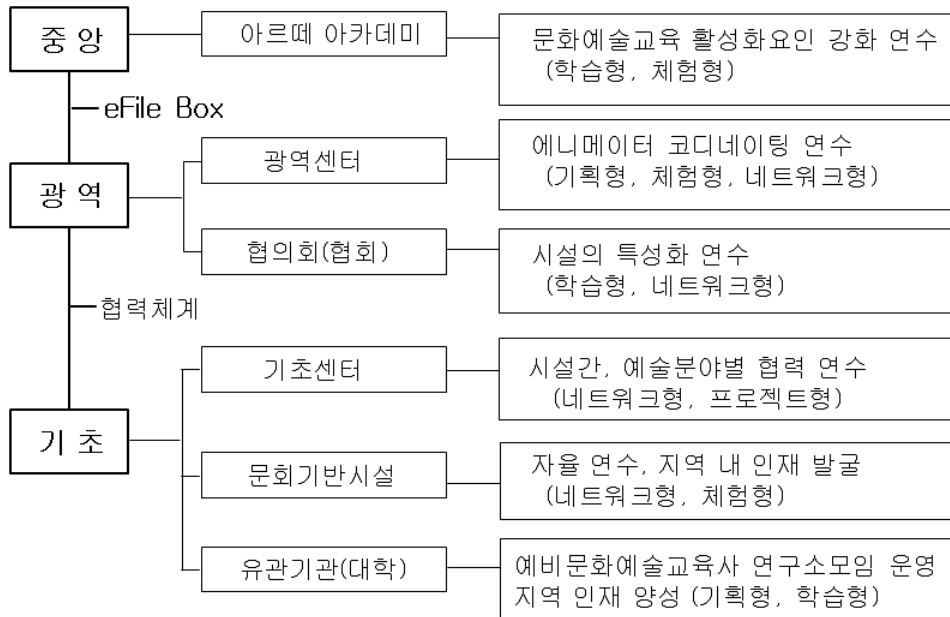 중 앙
아르떼 아카데미
문화예술교육 활성화요인 강화 연수
(학습형, 체험형)
eFile Box
광 역
광역센터
에니메이터 코디네이팅 연수
(기획형, 체험형, 네트워크형)
협의회(협회)
시설의 특성화 연수
(학습형, 네트워크형)
협력체계
기초센터
시설간, 예술분야별 협력 연수
(네트워크형, 프로젝트형)
기 초
문회기반시설
자율 연수, 지역 내 인재 발굴
(네트워크형, 체험형)
유관기관(대학)
예비문화예술교육사 연구소모임 운영
지역 인재 양성 (기획형, 학습형)